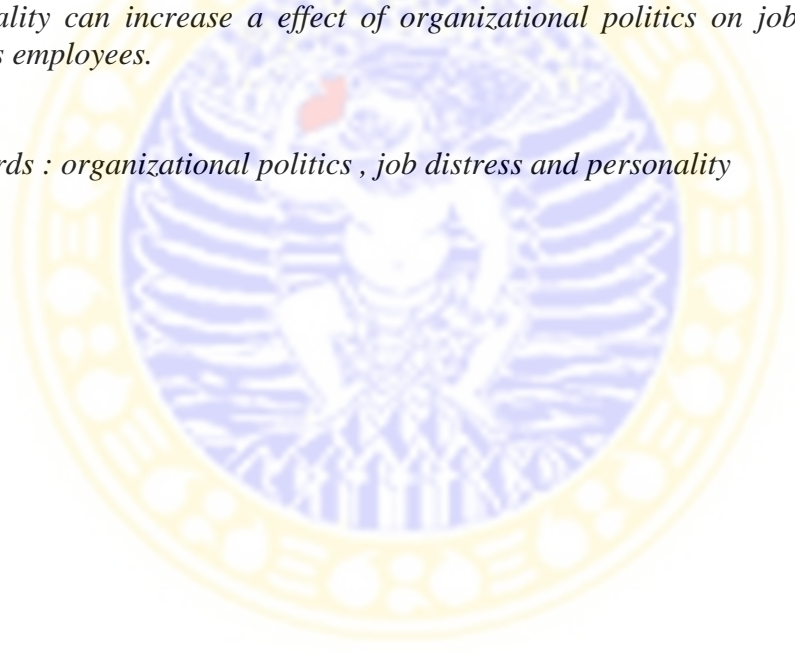 ality can increase a effect of organizational politics on job
s employees.
rds : organizational politics , job distress and personality